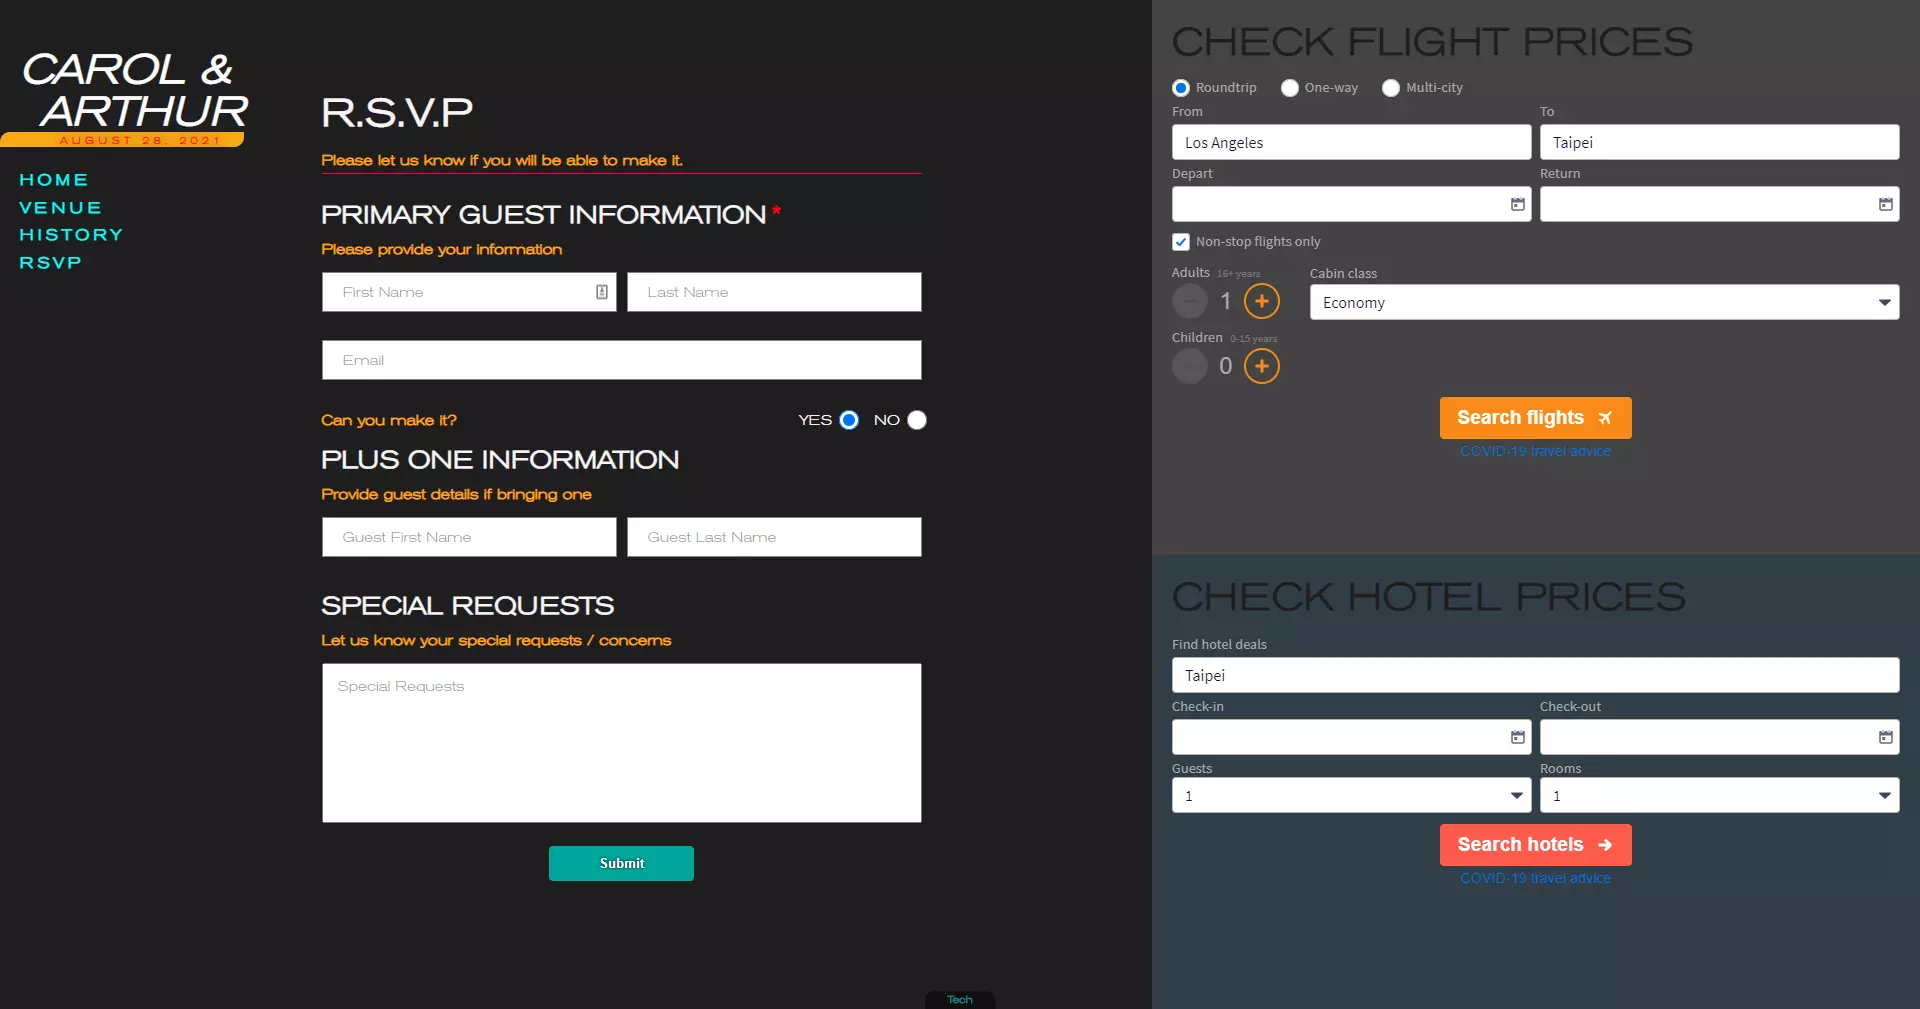 CAROL &
ARTHUR
AUGUST 28, 2021
HOME
VENUE
HISTORY
RSVP
R.S.V.P
Please let us know if you will be able to make it.
PRIMARY GUEST INFORMATION *
Please provide your information
First Name
Last Name
Email
Can you make it?
YES
NO
PLUS ONE INFORMATION
Provide guest details if bringing one
Guest First Name
Guest Last Name
SPECIAL REQUESTS
Let us know your special requests / concerns
Special Requests
Submit
Tech
CHECK FLIGHT PRICES
Roundtrip
One-way
Multi-city
From
To
Los Angeles
Taipei
Depart
Return
Non-stop flights only
Adults 16+ years
Cabin class
1
Economy
Children 0-15 years
0
Search flights
COVID-19 travel advice
CHECK HOTEL PRICES
Find hotel deals
Taipei
Check-in
Check-out
Guests
Rooms
1
1
Search hotels
COVID-19 travel advice